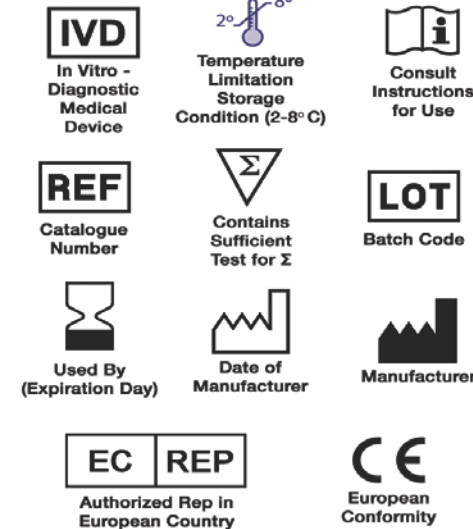 IVD
In Vitro -
Diagnostic
Medical
Device
2° 8°
Temperature
Limitation
Storage
Condition (2-8°C)
i
Consult
Instructions
for Use
REF
Catalogue
Number
Σ
Contains
Sufficient
Test for Σ
LOT
Batch Code
Used By
(Expiration Day)
Date of
Manufacturer
Manufacturer
EC REP
Authorized Rep in
European Country
CE
European
Conformity